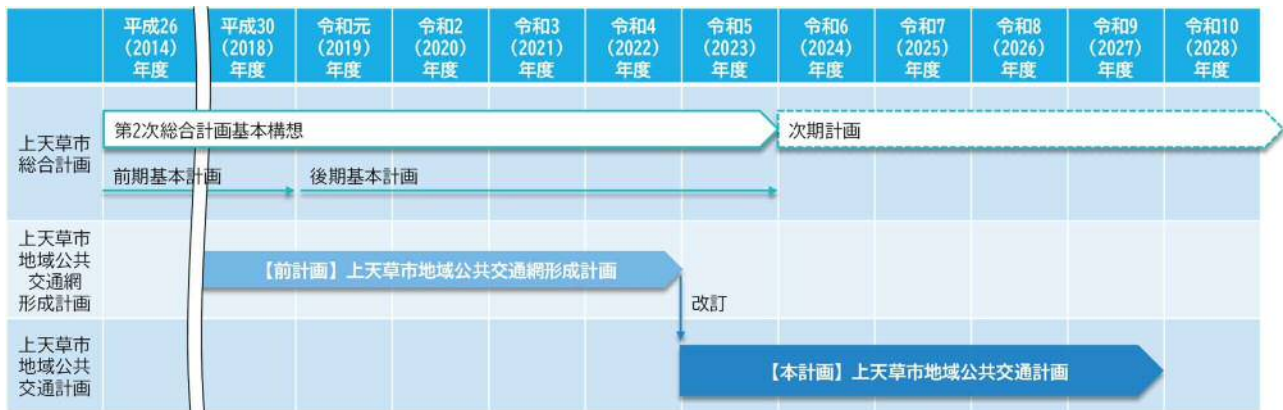 平成26
(2014)
年度
平成30
(2018)
年度
令和元
(2019)
年度
令和2
(2020)
年度
令和3
(2021)
年度
令和4
(2022)
年度
令和5
(2023)
年度
令和6
(2024)
年度
令和7
(2025)
年度
令和8
(2026)
年度
令和9
(2027)
年度
令和10
(2028)
年度
上天草市
総合計画
第2次総合計画基本構想
次期計画
前期基本計画
後期基本計画
上天草市
地域公共
交通網
形成計画
【前計画】上天草市地域公共交通網形成計画
改訂
上天草市
地域公共
交通計画
【本計画】上天草市地域公共交通計画